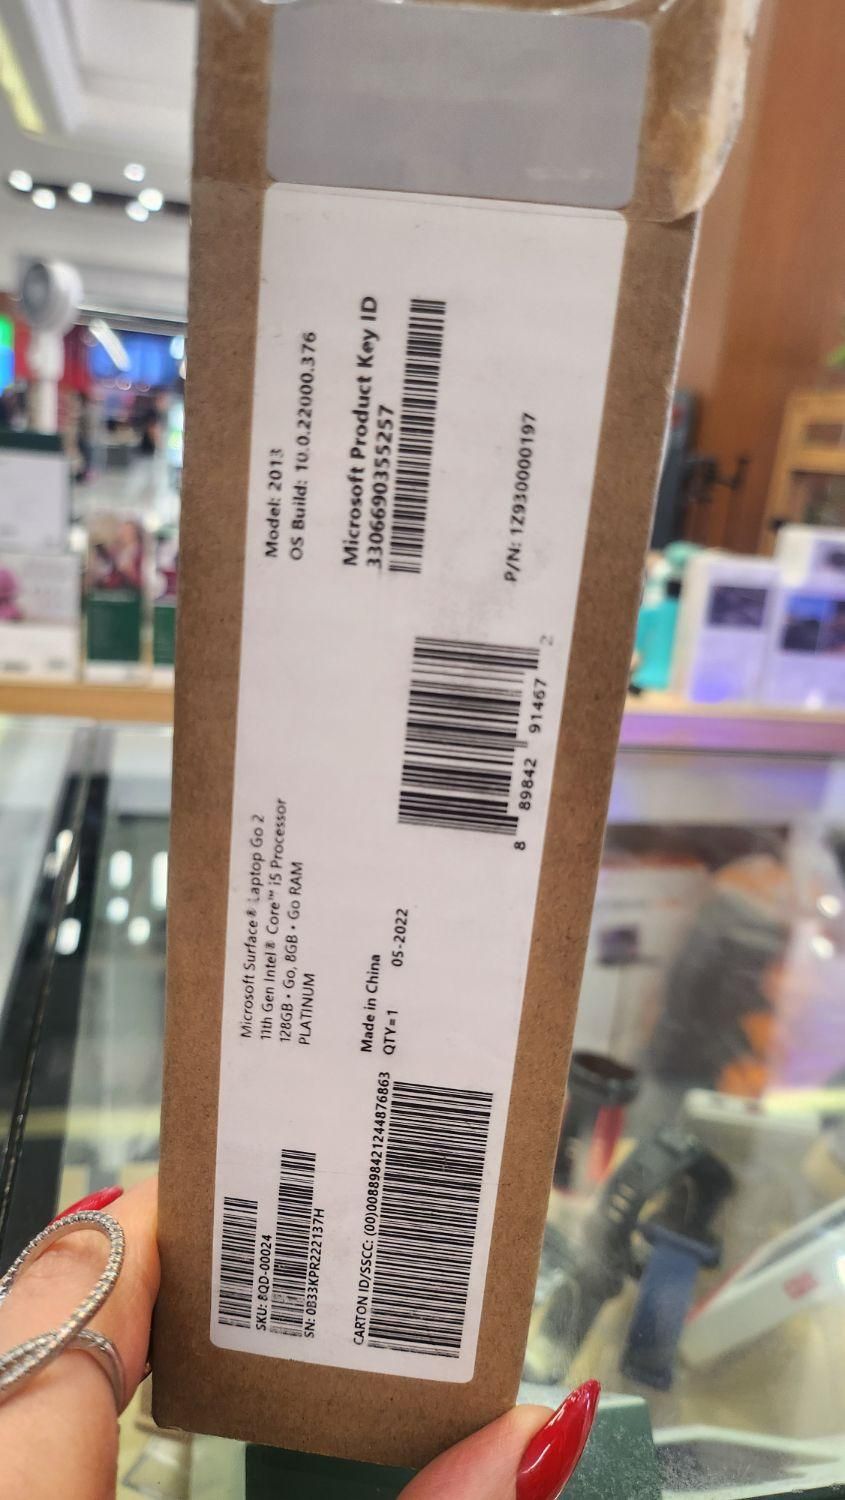 Microsoft Surface® Laptop Go 2
11th Gen Intel® Core™ i5 Processor
128GB • Go, 8GB • Go RAM
PLATINUM
Model: 2013
OS Build: 10.0.22000.376
Microsoft Product Key ID
3306690355257
SKU: 8QD-00024
SN: 0B33KPR222137H
Made in China
QTY=1 05-2022
CARTON ID/SSCC: (00)008898421244876863
8 89842 91467 2
P/N: 1Z930000197